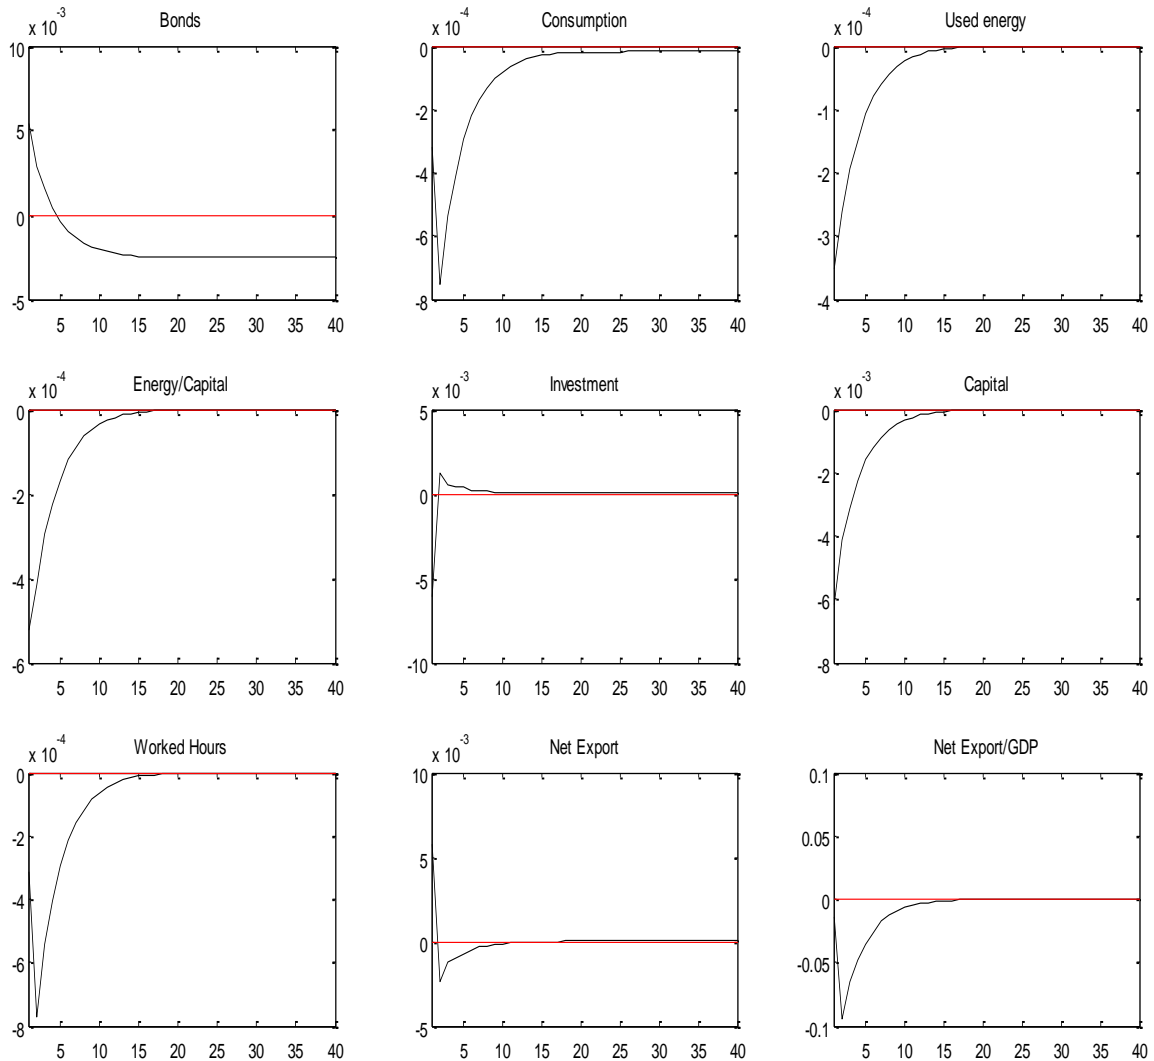 Bonds
x 10^-3
10
5
0
-5
5 10 15 20 25 30 35 40
Consumption
x 10^-4
0
-2
-4
-6
-8
5 10 15 20 25 30 35 40
Used energy
x 10^-4
0
-1
-2
-3
-4
5 10 15 20 25 30 35 40
Energy/Capital
x 10^-4
0
-2
-4
-6
5 10 15 20 25 30 35 40
Investment
x 10^-3
5
0
-5
-10
5 10 15 20 25 30 35 40
Capital
x 10^-3
0
-2
-4
-6
-8
5 10 15 20 25 30 35 40
Worked Hours
x 10^-4
0
-2
-4
-6
-8
5 10 15 20 25 30 35 40
Net Export
x 10^-3
10
5
0
-5
5 10 15 20 25 30 35 40
Net Export/GDP
0.1
0.05
0
-0.05
-0.1
5 10 15 20 25 30 35 40